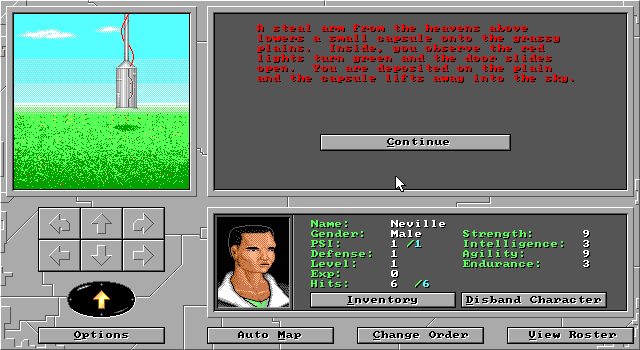 A steal arm from the heavens above
lowers a small capsule onto the grassy
plains. Inside, you observe the red
lights turn green and the door slides
open. You are deposited on the plain
and the capsule lifts away into the sky.
Continue
Name: Neville
Gender: Male Strength: 9
PSI: 1 /1 Intelligence: 3
Defense: 1 Agility: 9
Level: 1 Endurance: 3
Exp: 0
Hits: 6 /6
Inventory Disband Character
Options Auto Map Change Order View Roster